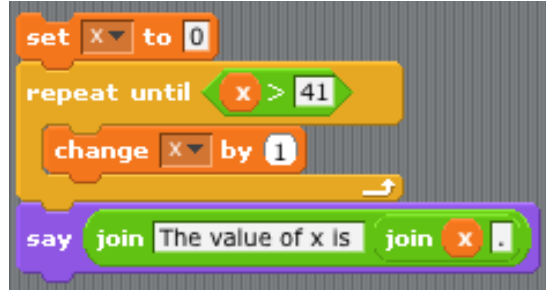 set x to 0
repeat until x > 41
change x by 1
say join The value of x is join x .